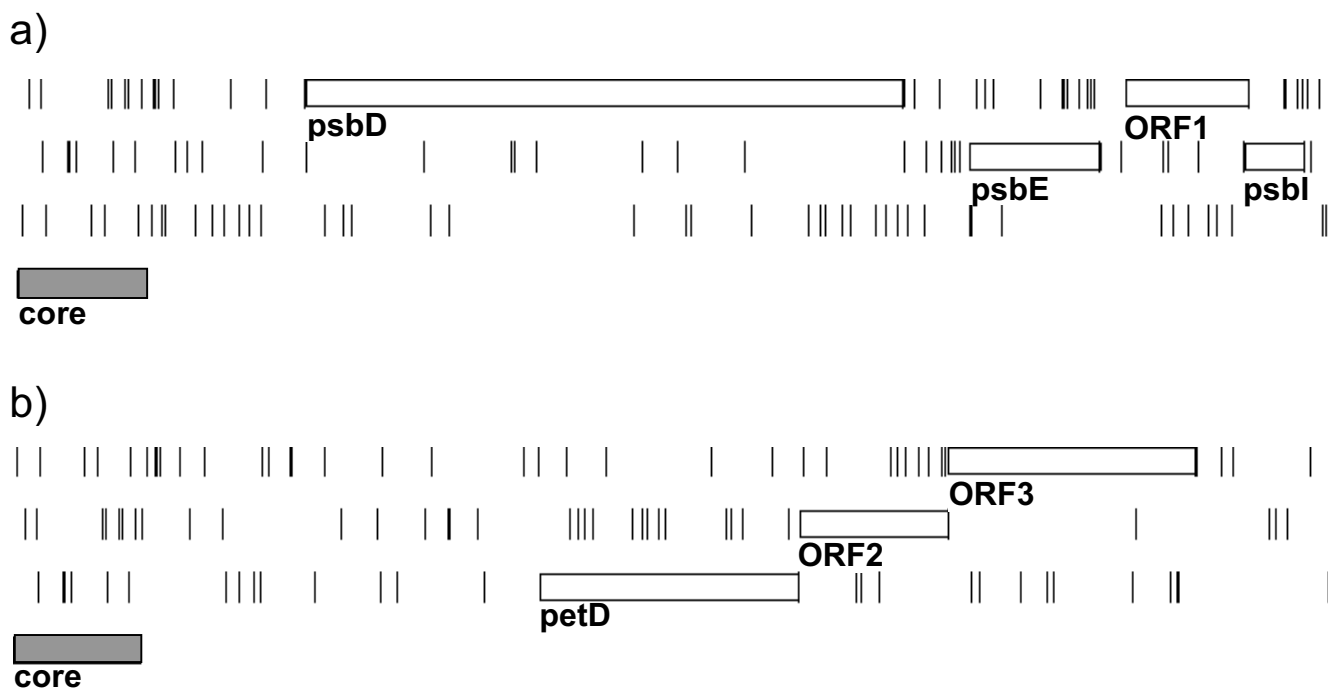 a)
psbD
ORF1
psbE
psbI
core
b)
ORF3
ORF2
petD
core